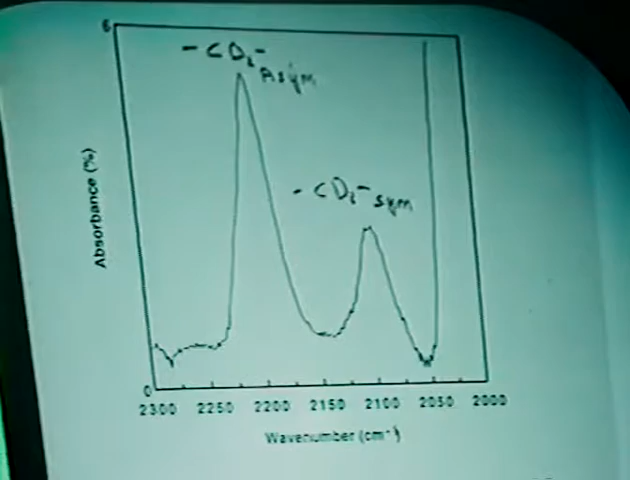 6
-CD₂-
Asym
-CD₂-sym
Absorbance (%)
0
2300 2250 2200 2150 2100 2050 2000
Wavenumber (cm⁻¹)